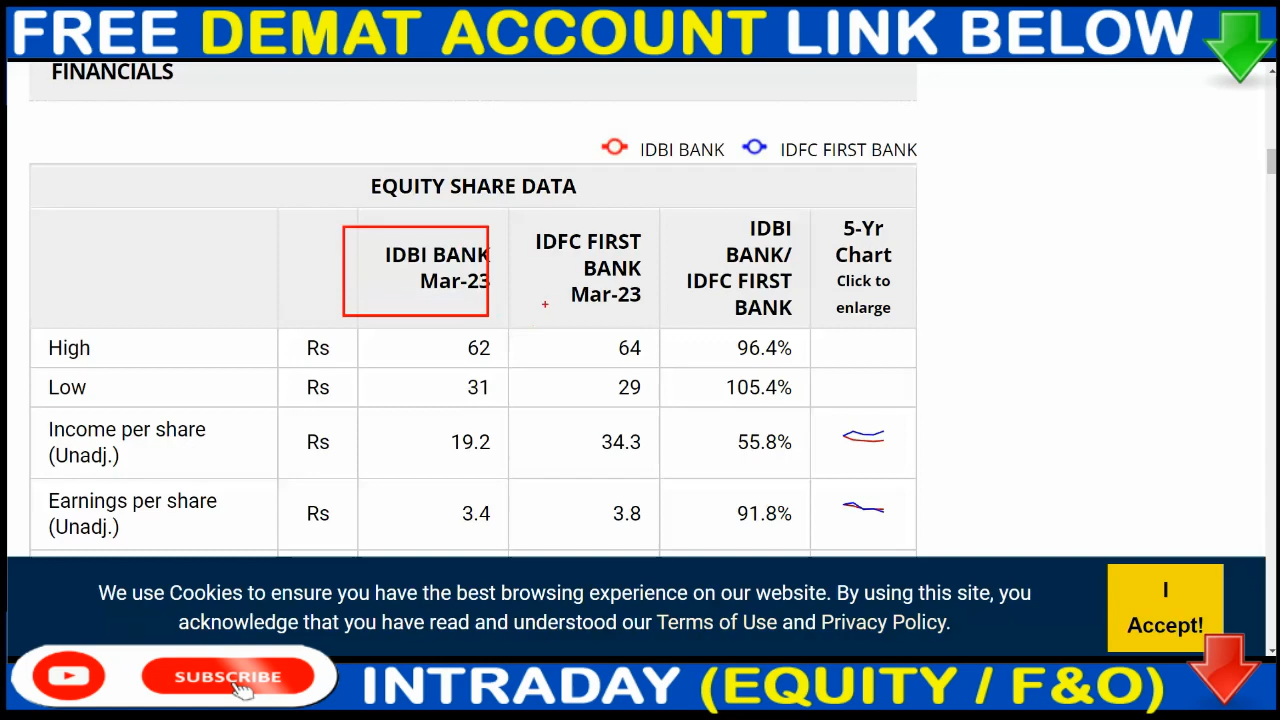 FREE DEMAT ACCOUNT LINK BELOW
FINANCIALS
IDBI BANK IDFC FIRST BANK
EQUITY SHARE DATA
IDBI BANK
Mar-23
IDFC FIRST
BANK
Mar-23
IDBI
BANK/
IDFC FIRST
BANK
5-Yr
Chart
Click to
enlarge
High Rs 62 64 96.4%
Low Rs 31 29 105.4%
Income per share
(Unadj.) Rs 19.2 34.3 55.8%
Earnings per share
(Unadj.) Rs 3.4 3.8 91.8%
We use Cookies to ensure you have the best browsing experience on our website. By using this site, you
acknowledge that you have read and understood our Terms of Use and Privacy Policy.
I
Accept!
SUBSCRIBE
INTRADAY (EQUITY / F&O)